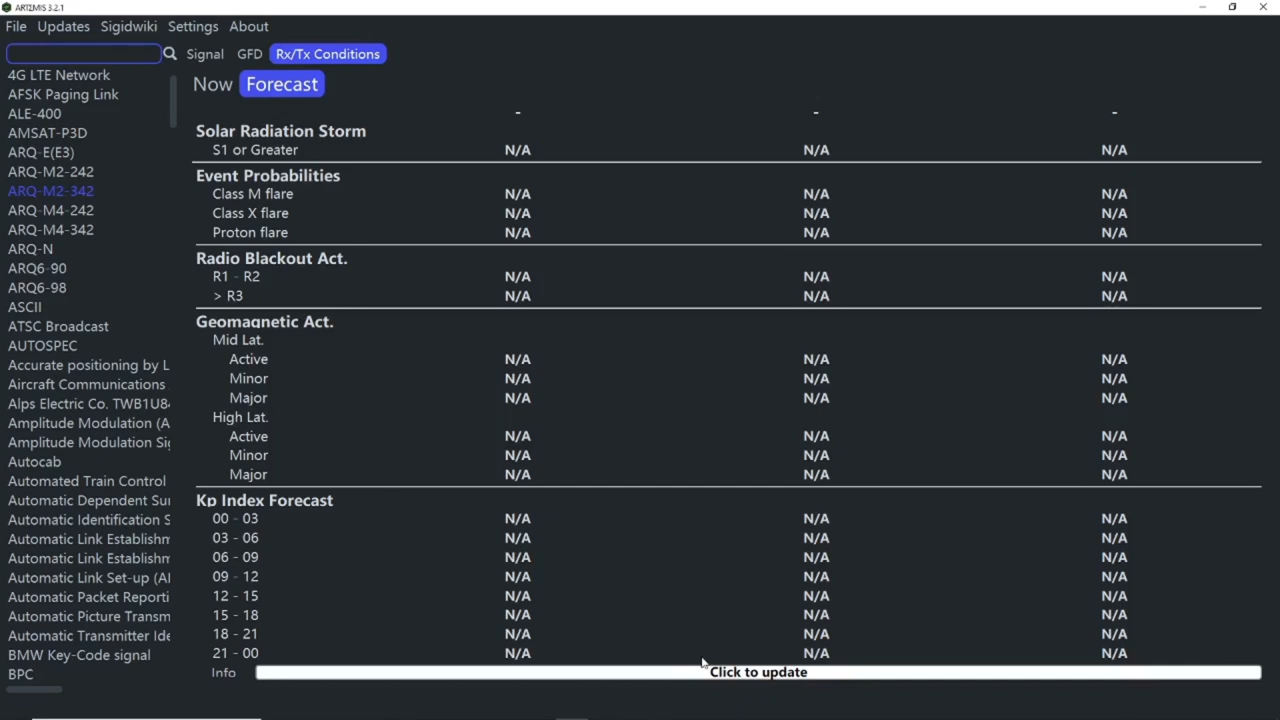 ARTEMIS 3.2.1
File Updates Sigidwiki Settings About
Signal GFD Rx/Tx Conditions
Now Forecast
4G LTE Network
AFSK Paging Link
ALE-400
AMSAT-P3D
ARQ-E(E3)
ARQ-M2-242
ARQ-M2-342
ARQ-M4-242
ARQ-M4-342
ARQ-N
ARQ6-90
ARQ6-98
ASCII
ATSC Broadcast
AUTOSPEC
Accurate positioning by L
Aircraft Communications
Alps Electric Co. TWB1U84
Amplitude Modulation (A
Amplitude Modulation Sig
Autocab
Automated Train Control
Automatic Dependent Sur
Automatic Identification S
Automatic Link Establishm
Automatic Link Establishm
Automatic Link Set-up (Al
Automatic Packet Reporti
Automatic Picture Transm
Automatic Transmitter Ide
BMW Key-Code signal
BPC
- - -
Solar Radiation Storm
S1 or Greater N/A N/A N/A
Event Probabilities
Class M flare N/A N/A N/A
Class X flare N/A N/A N/A
Proton flare N/A N/A N/A
Radio Blackout Act.
R1 - R2 N/A N/A N/A
> R3 N/A N/A N/A
Geomagnetic Act.
Mid Lat.
Active N/A N/A N/A
Minor N/A N/A N/A
Major N/A N/A N/A
High Lat.
Active N/A N/A N/A
Minor N/A N/A N/A
Major N/A N/A N/A
Kp Index Forecast
00 - 03 N/A N/A N/A
03 - 06 N/A N/A N/A
06 - 09 N/A N/A N/A
09 - 12 N/A N/A N/A
12 - 15 N/A N/A N/A
15 - 18 N/A N/A N/A
18 - 21 N/A N/A N/A
21 - 00 N/A N/A N/A
Info Click to update